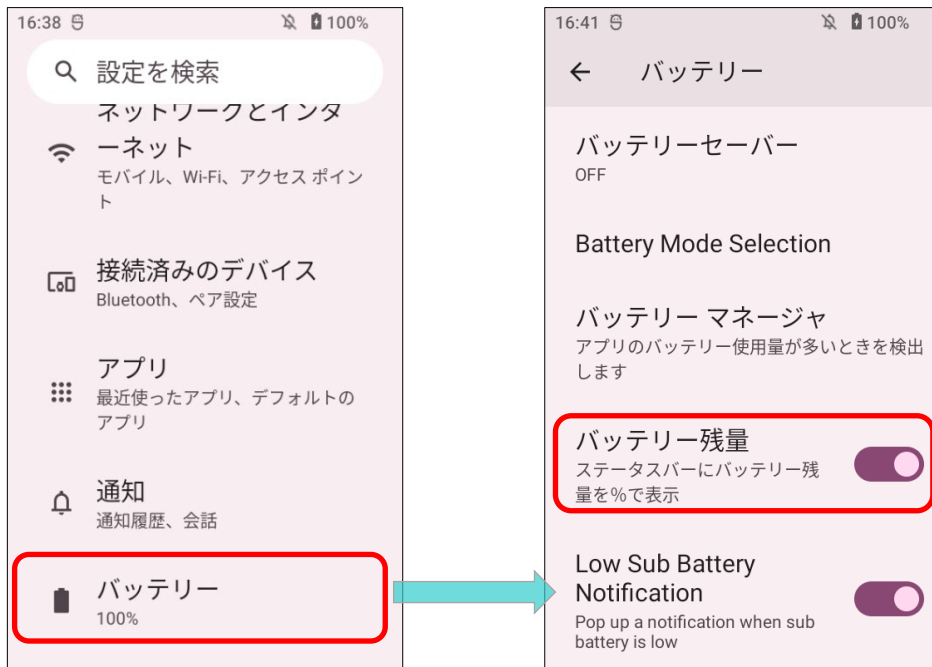 16:38 100%
設定を検索
ネットワークとインタ
ーネット
モバイル、Wi-Fi、アクセス ポイン
ト
接続済みのデバイス
Bluetooth、ペア設定
アプリ
最近使ったアプリ、デフォルトの
アプリ
通知
通知履歴、会話
バッテリー
100%
16:41 100%
バッテリー
バッテリーセーバー
OFF
Battery Mode Selection
バッテリー マネージャ
アプリのバッテリー使用量が多いときを検出
します
バッテリー残量
ステータスバーにバッテリー残
量を%で表示
Low Sub Battery
Notification
Pop up a notification when sub
battery is low